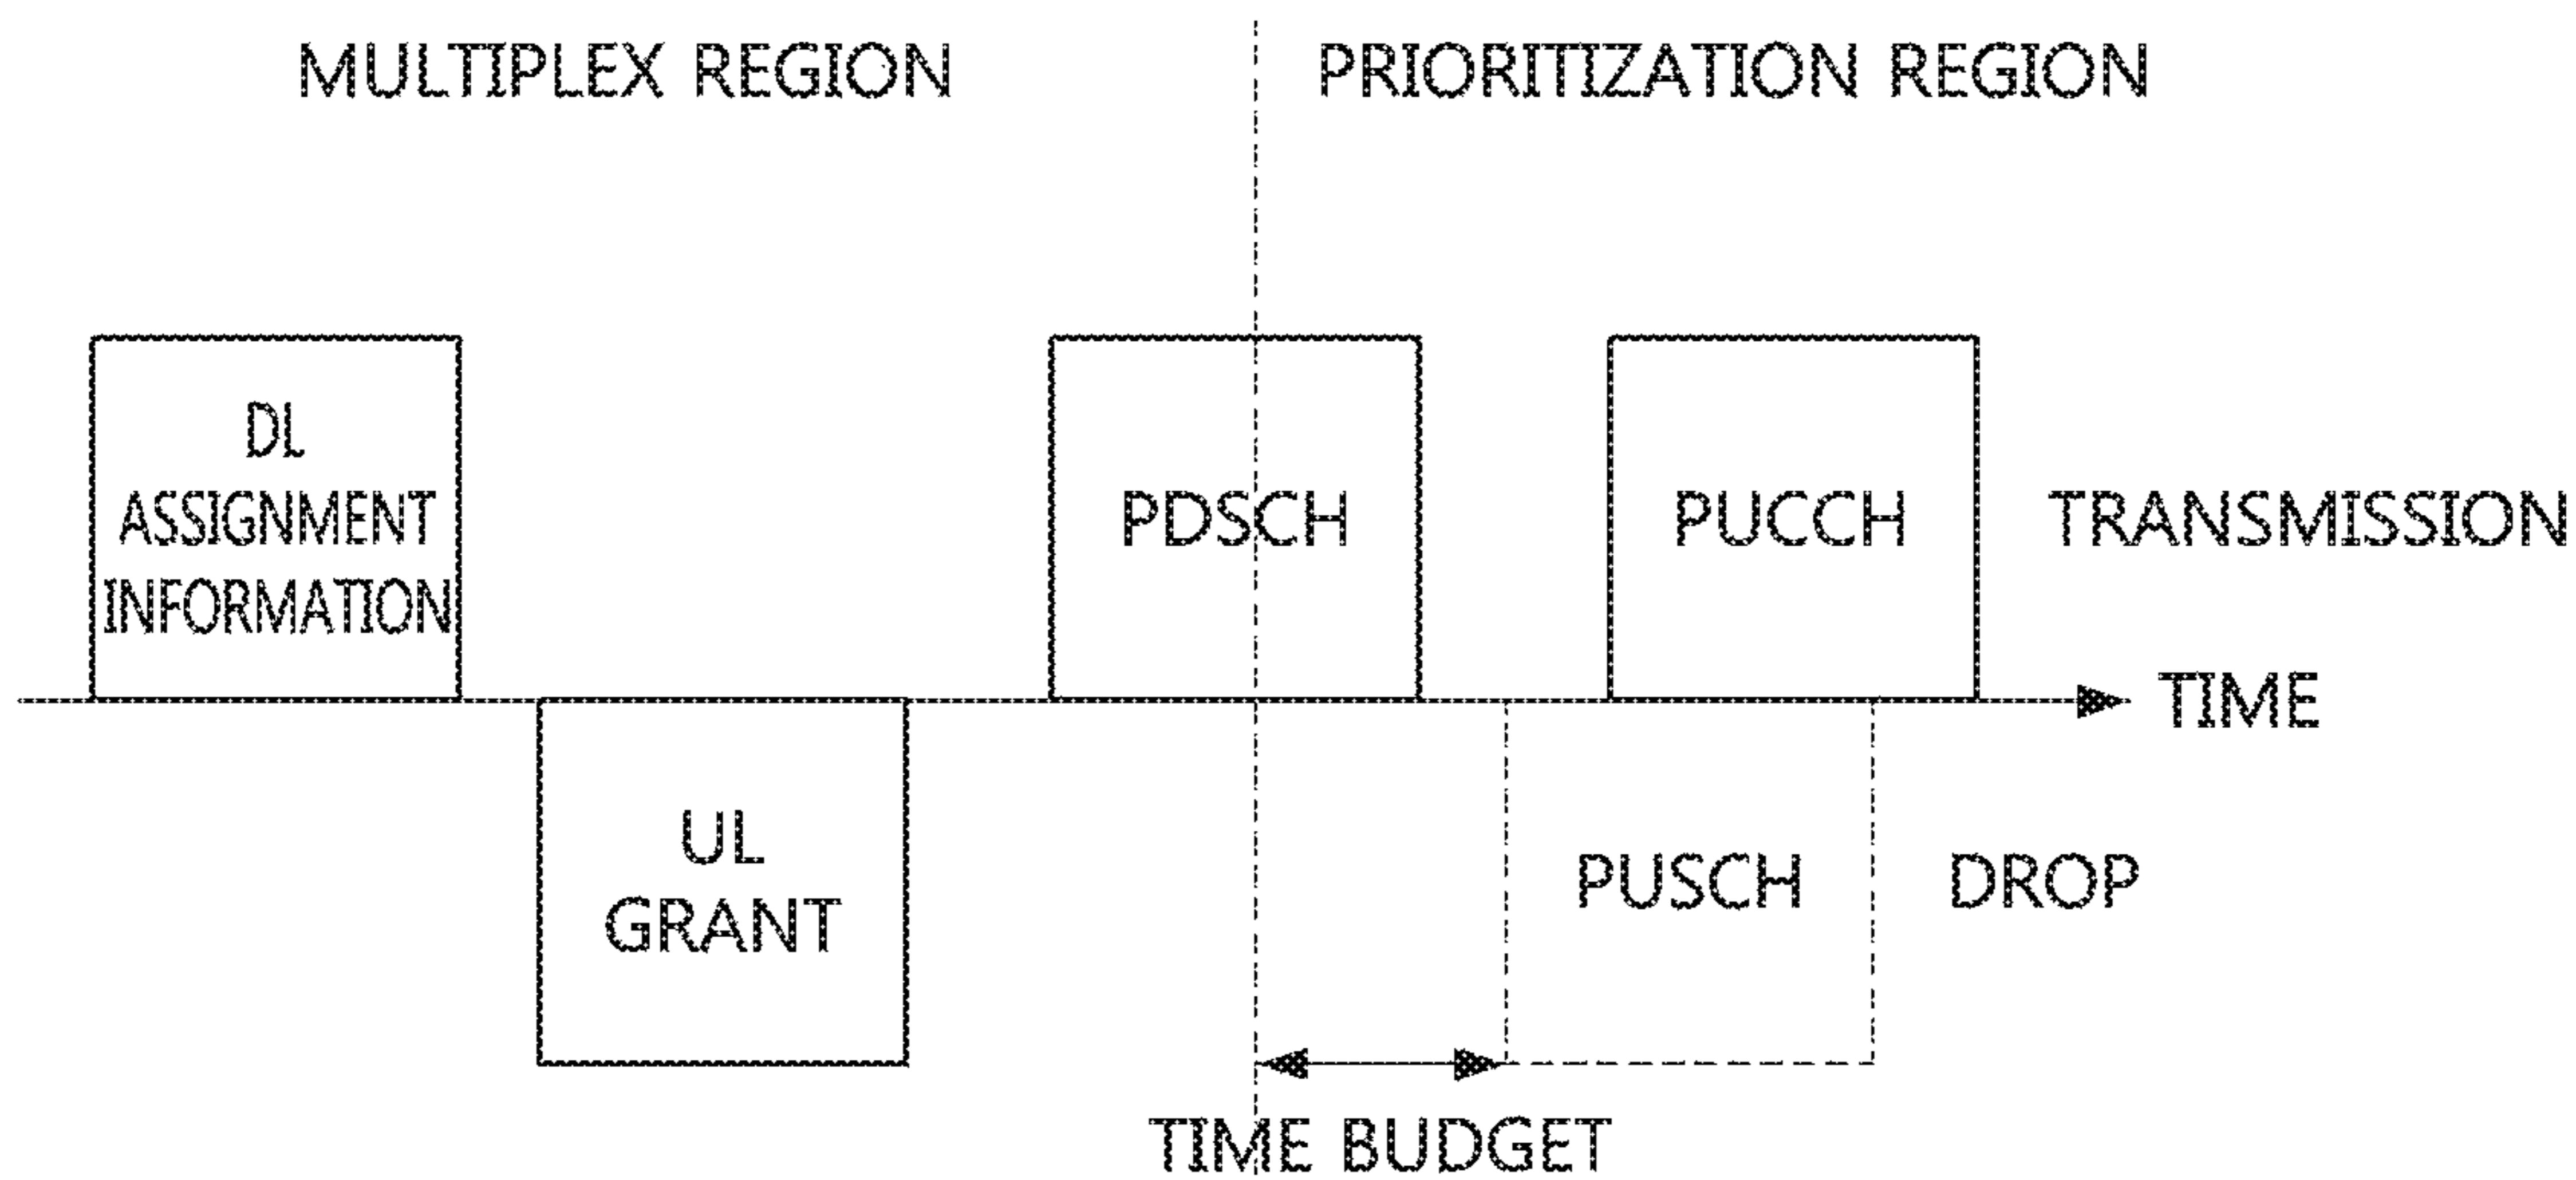 MULTIPLEX REGION
PRIORITIZATION REGION
DL
ASSIGNMENT
INFORMATION
PDSCH
PUCCH
TRANSMISSION
TIME
UL
GRANT
PUSCH
DROP
TIME BUDGET